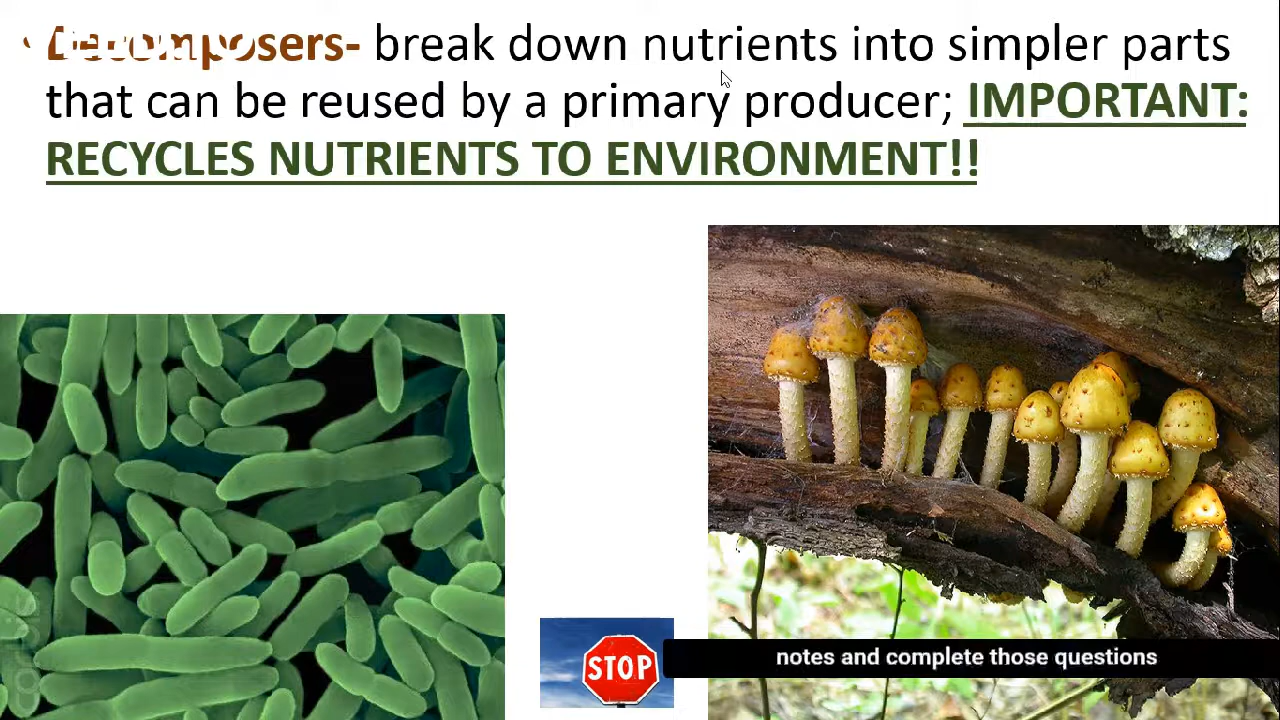 • Decomposers- break down nutrients into simpler parts
that can be reused by a primary producer; IMPORTANT:
RECYCLES NUTRIENTS TO ENVIRONMENT!!
STOP
notes and complete those questions